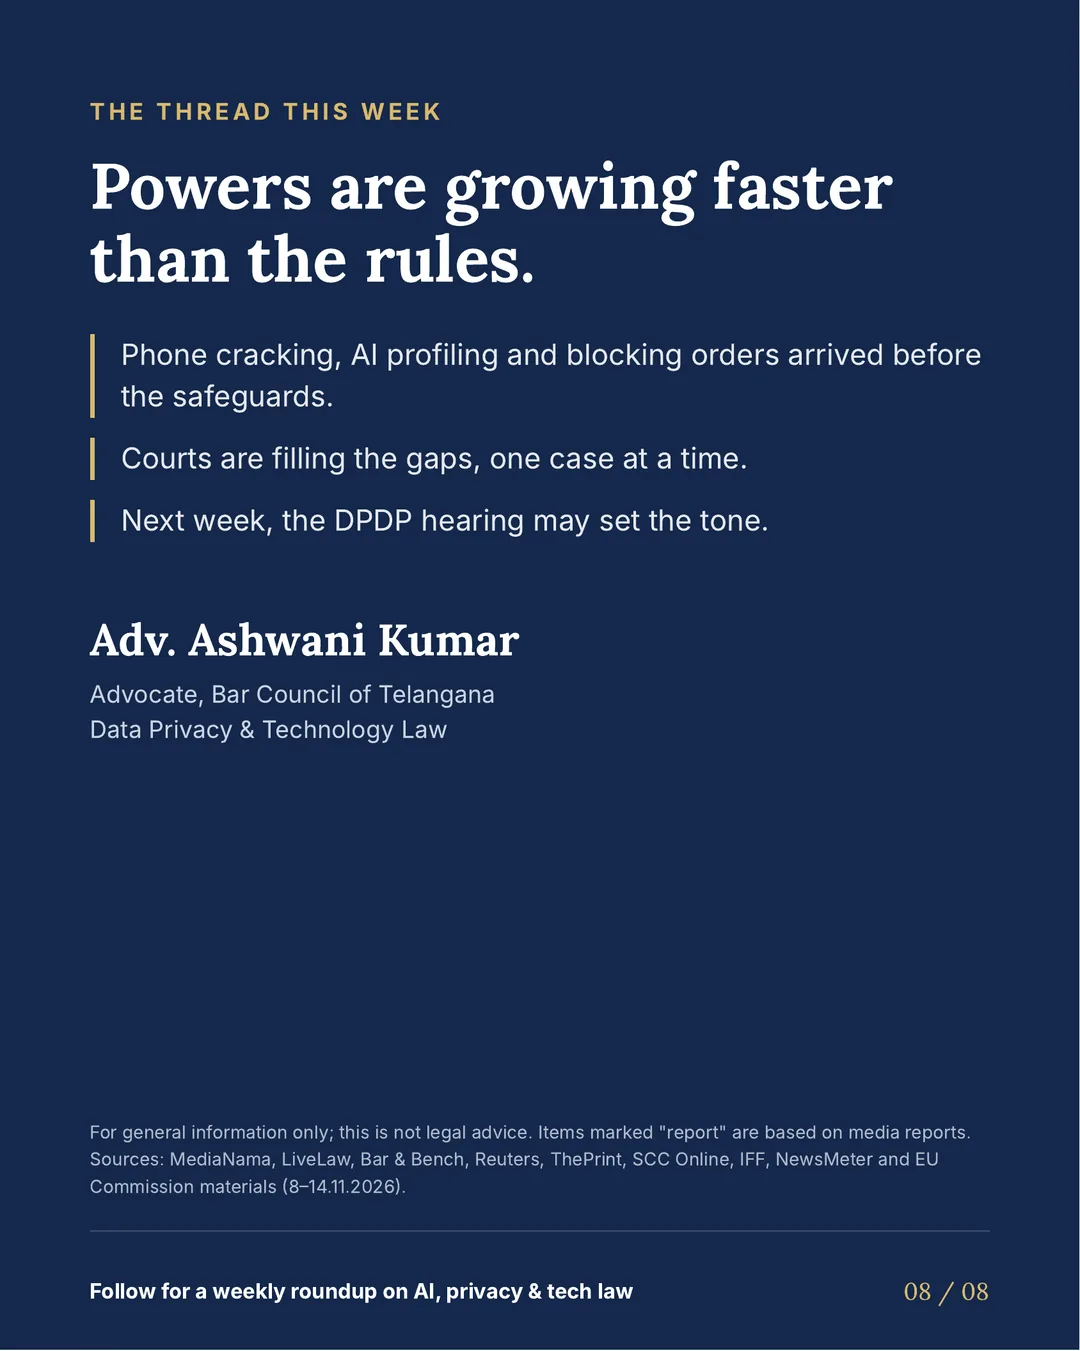 THE THREAD THIS WEEK
Powers are growing faster
than the rules.
Phone cracking, AI profiling and blocking orders arrived before
the safeguards.
Courts are filling the gaps, one case at a time.
Next week, the DPDP hearing may set the tone.
Adv. Ashwani Kumar
Advocate, Bar Council of Telangana
Data Privacy & Technology Law
For general information only; this is not legal advice. Items marked "report" are based on media reports.
Sources: MediaNama, LiveLaw, Bar & Bench, Reuters, ThePrint, SCC Online, IFF, NewsMeter and EU
Commission materials (8–14.11.2026).
Follow for a weekly roundup on AI, privacy & tech law
08 / 08